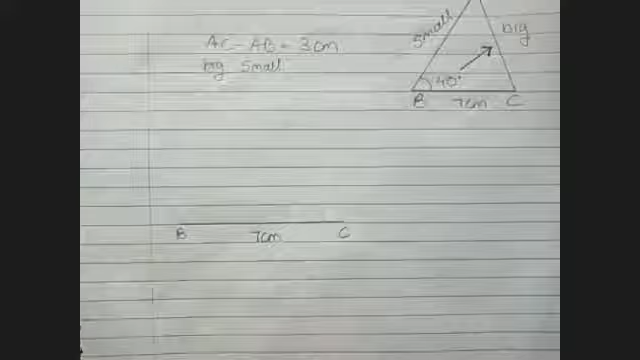 AC - AB = 3cm
big small
small
big
40°
B 7cm C
B 7cm C